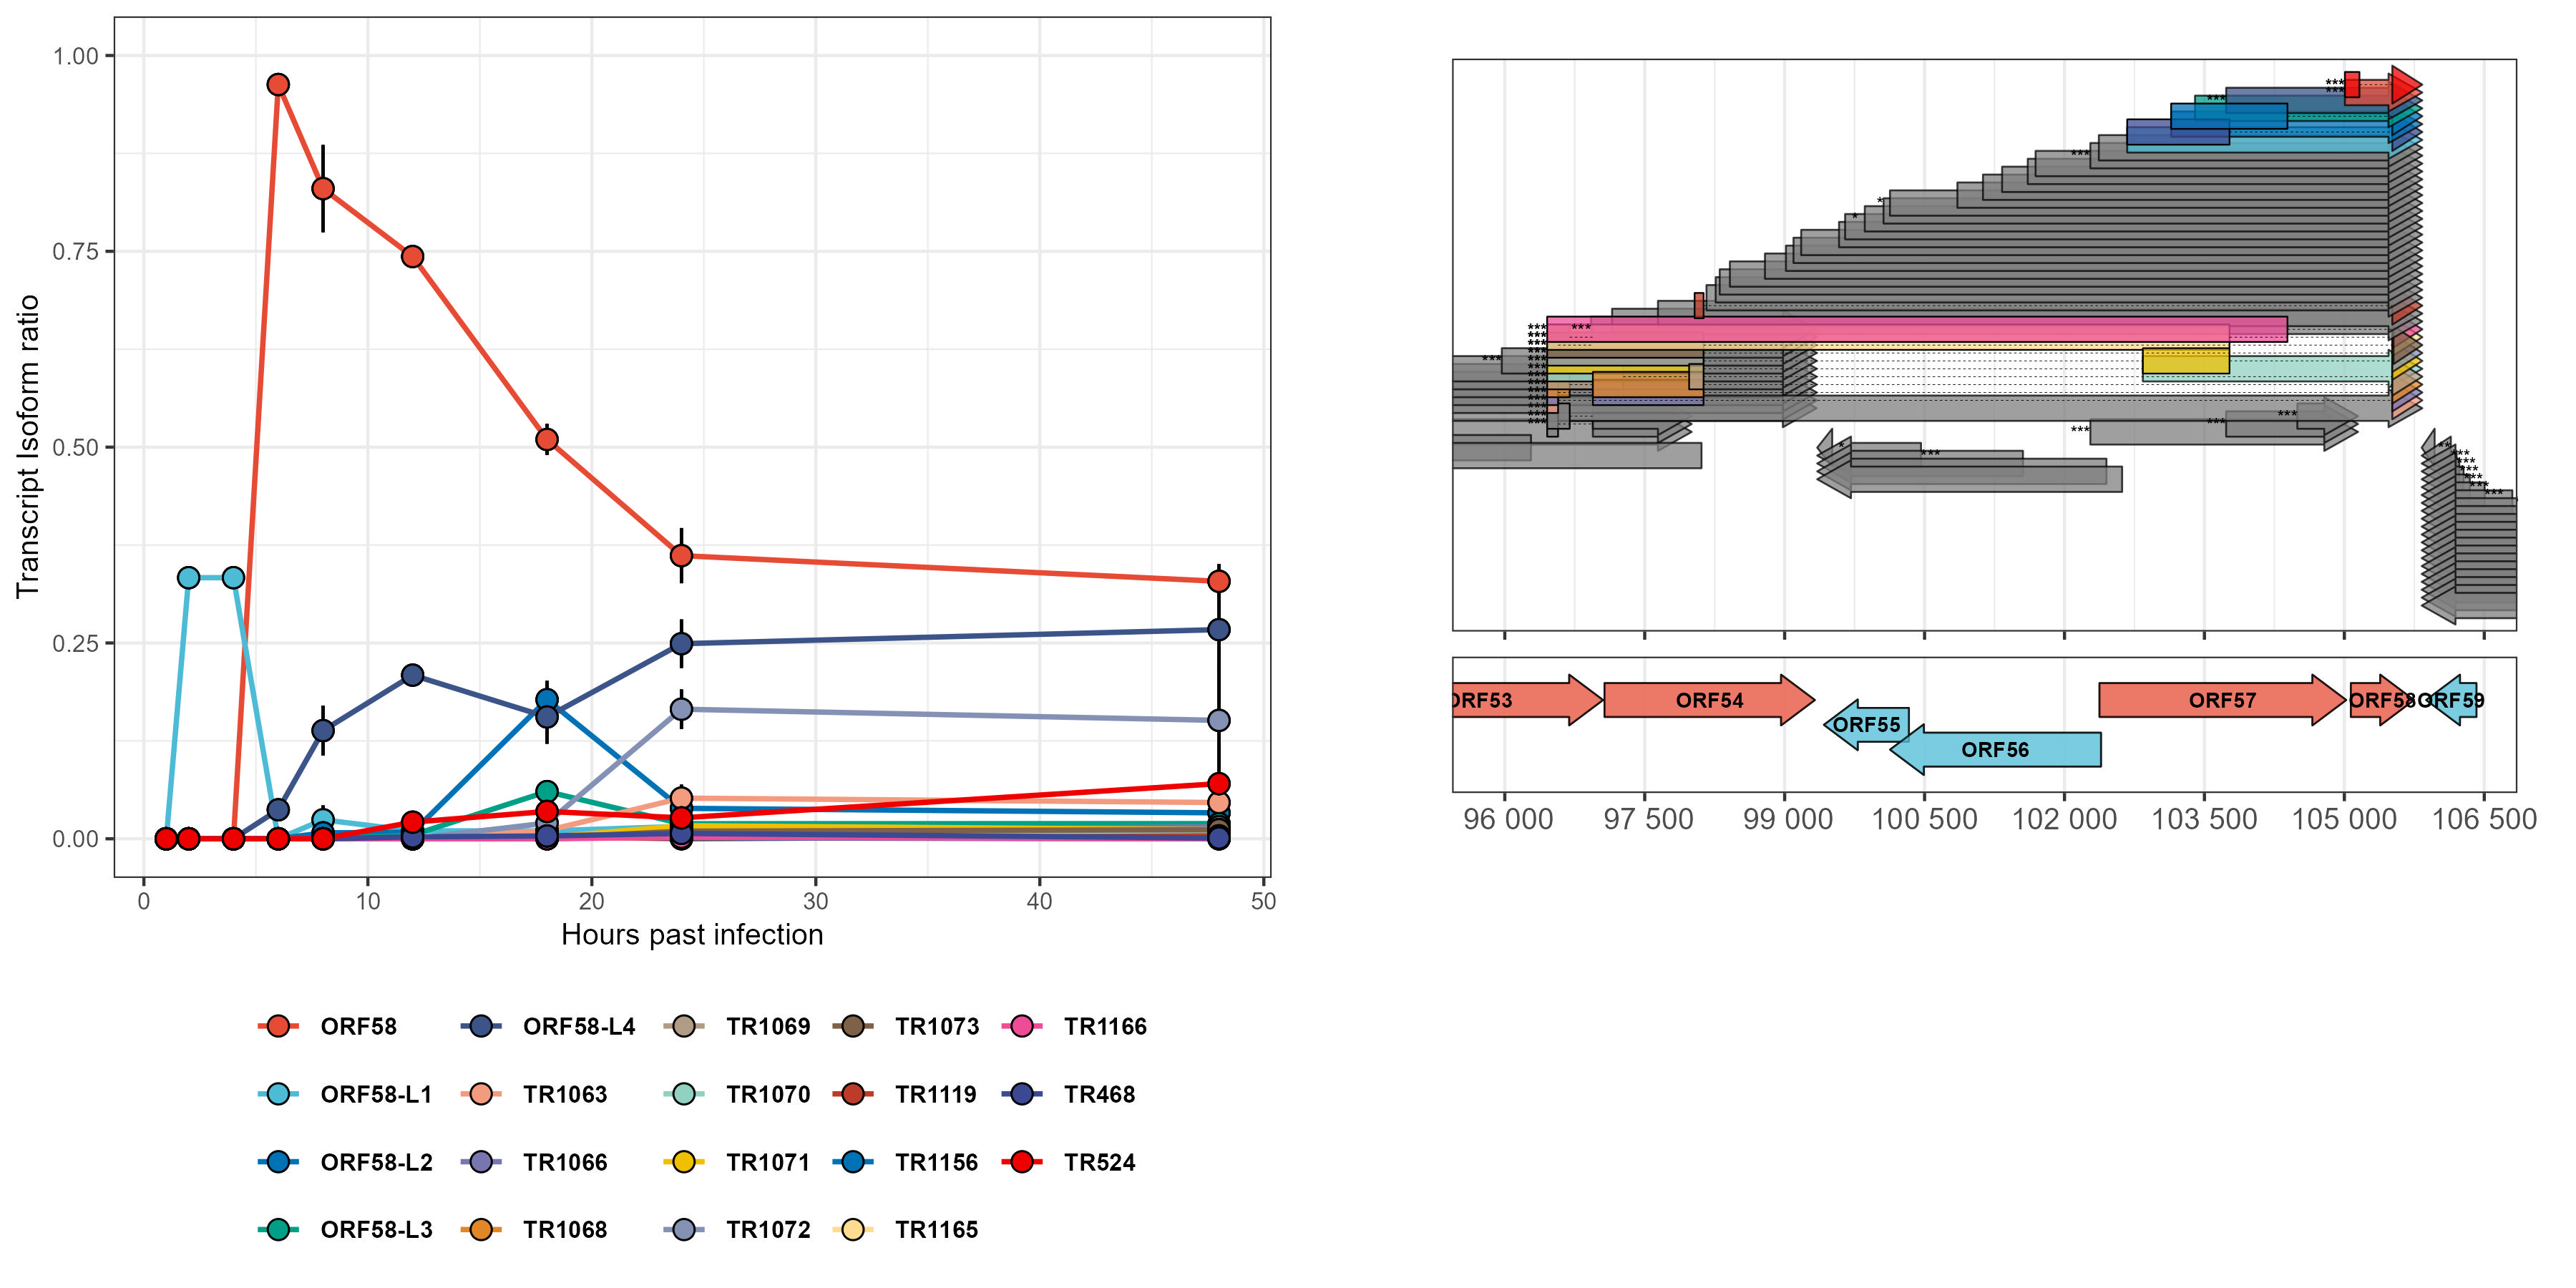 Transcript Isoform ratio
1.00
0.75
0.50
0.25
0.00
0 10 20 30 40 50
Hours past infection
ORF58 ORF58-L4 TR1069 TR1073 TR1166
ORF58-L1 TR1063 TR1070 TR1119 TR468
ORF58-L2 TR1066 TR1071 TR1156 TR524
ORF58-L3 TR1068 TR1072 TR1165
ORF53 ORF54 ORF57 ORF58 ORF59
ORF55
ORF56
96 000 97 500 99 000 100 500 102 000 103 500 105 000 106 500